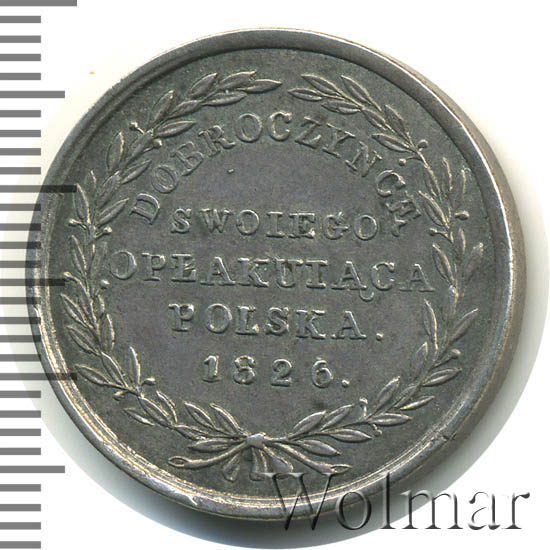 DOBROCZYNCĘ
SWOIEGO
OPŁAKUIĄCA
POLSKA.
1826.
Wolmar